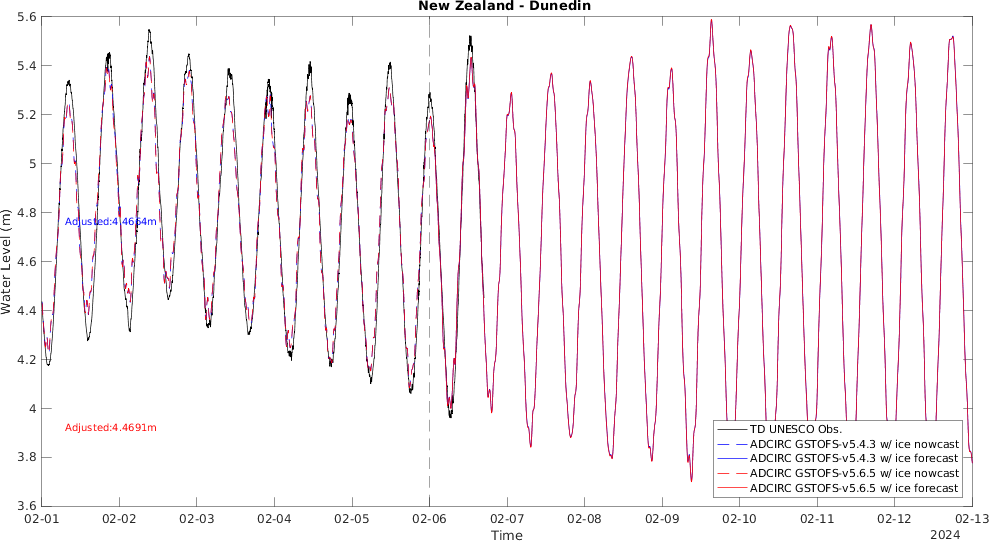 New Zealand - Dunedin
5.6
5.4
5.2
5
4.8
4.6
4.4
4.2
4
3.8
3.6
Water Level (m)
Adjusted:4.4664m
Adjusted:4.4691m
TD UNESCO Obs.
ADCIRC GSTOFS-v5.4.3 w/ ice nowcast
ADCIRC GSTOFS-v5.4.3 w/ ice forecast
ADCIRC GSTOFS-v5.6.5 w/ ice nowcast
ADCIRC GSTOFS-v5.6.5 w/ ice forecast
02-01 02-02 02-03 02-04 02-05 02-06 02-07 02-08 02-09 02-10 02-11 02-12 02-13
Time
2024